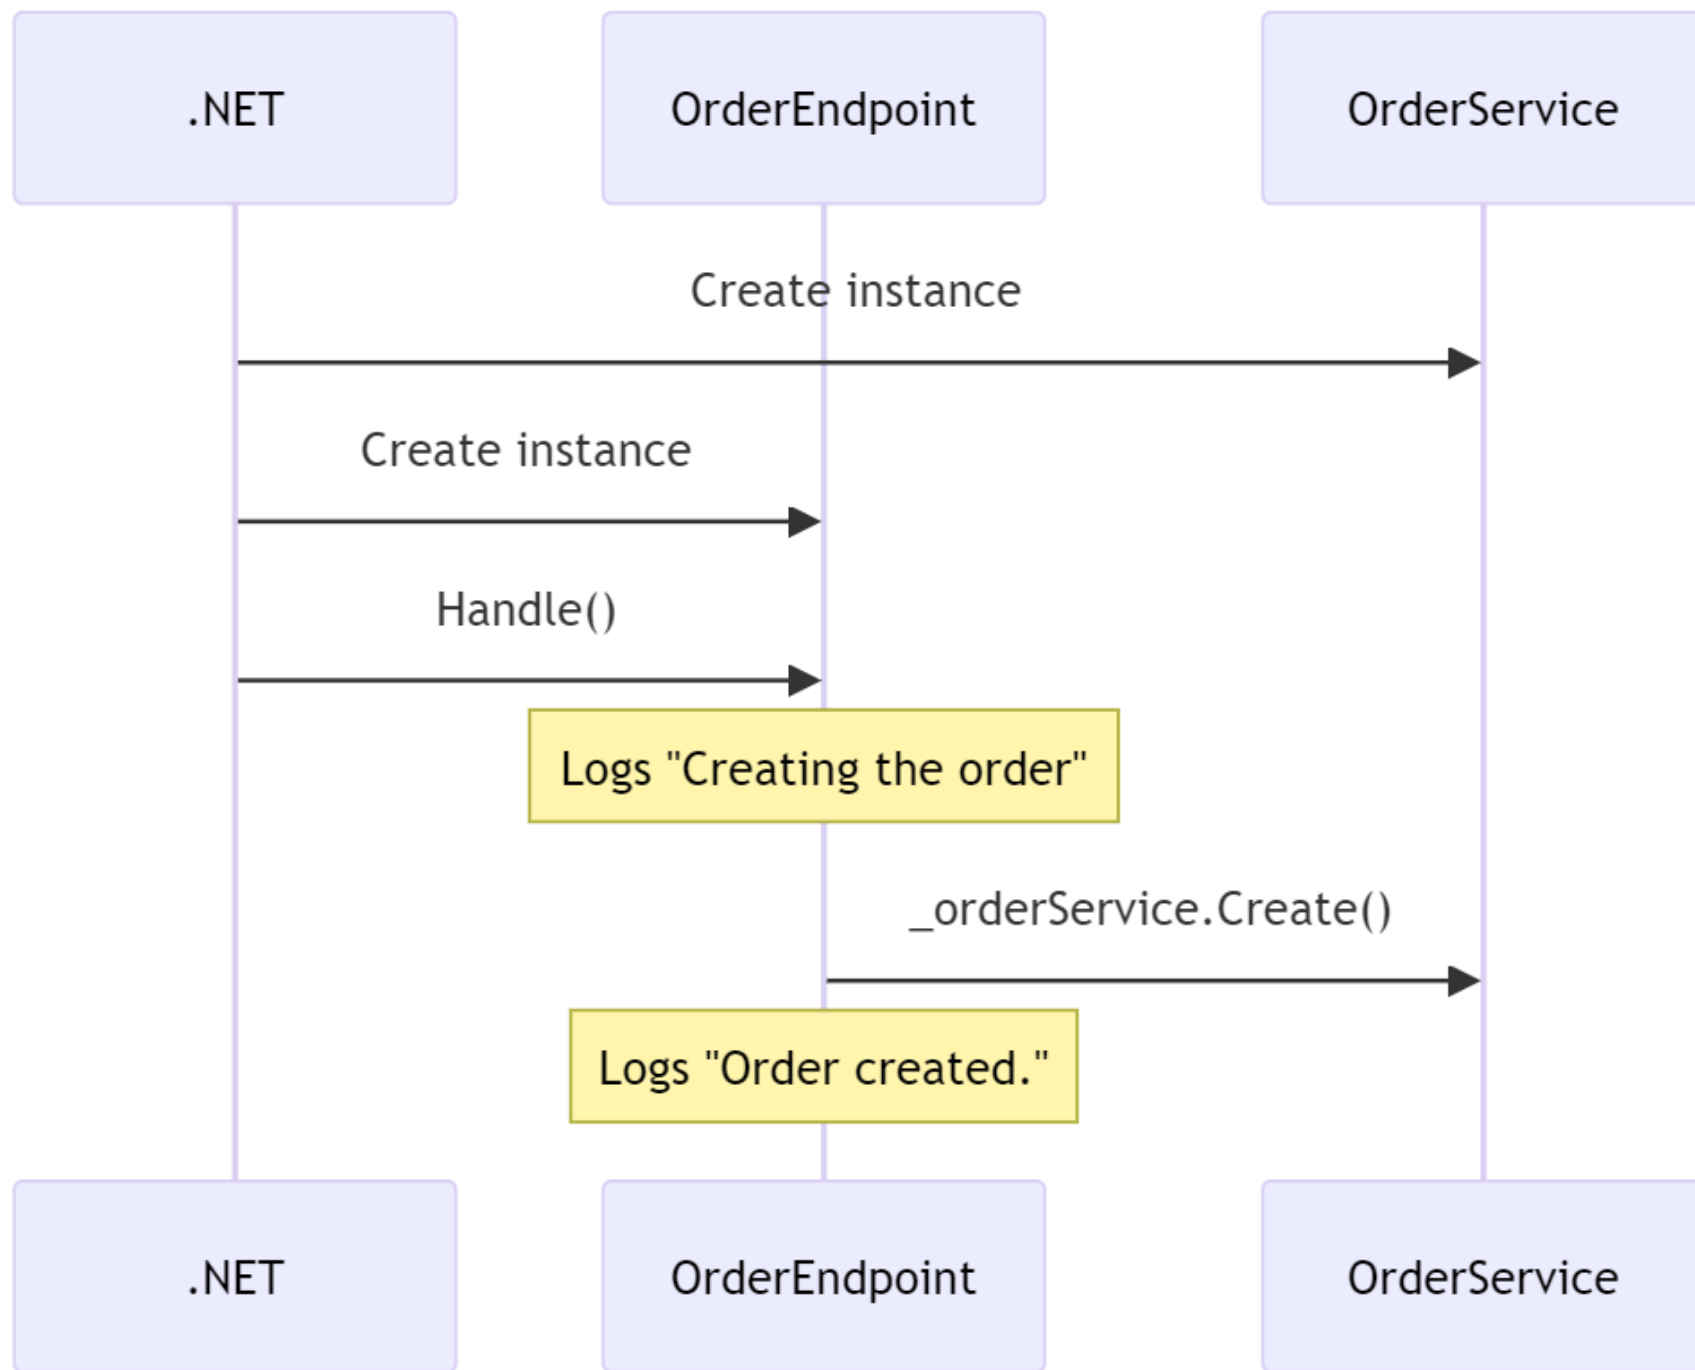 .NET
OrderEndpoint
OrderService
Create instance
Create instance
Handle()
Logs "Creating the order"
_orderService.Create()
Logs "Order created."
.NET
OrderEndpoint
OrderService